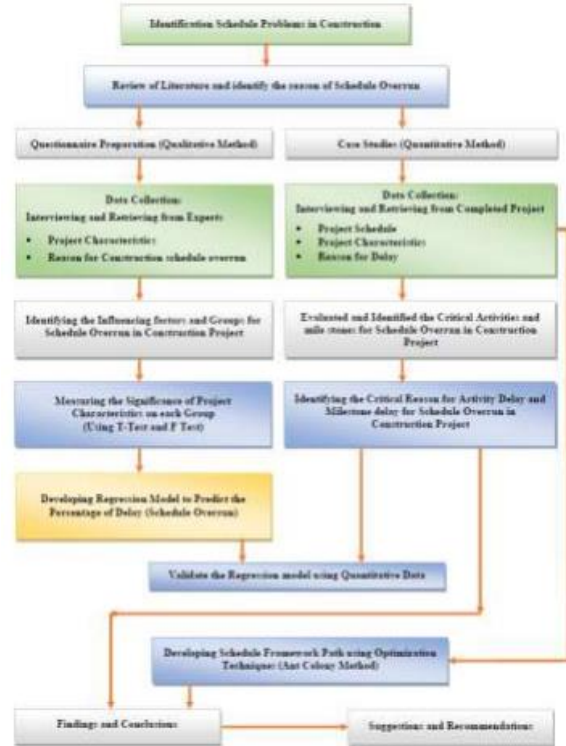 Identification Schedule Problems in Construction
Review of Literature and identify the reason of Schedule Overrun
Questionnaire Preparation (Qualitative Method)
Case Studies (Quantitative Method)
Data Collection:
Interviewing and Retrieving from Experts
• Project Characteristics
• Reason for Construction schedule overrun
Data Collection:
Interviewing and Retrieving from Completed Project
• Project Schedule
• Project Characteristics
• Reason for Delay
Identifying the Influencing factors and Groups for
Schedule Overrun in Construction Project
Evaluated and Identified the Critical Activities and
mile stones for Schedule Overrun in Construction
Project
Measuring the Significance of Project
Characteristics on each Group
(Using T-Test and F Test)
Identifying the Critical Reason for Activity Delay and
Milestone delay for Schedule Overrun in
Construction Project
Developing Regression Model to Predict the
Percentage of Delay (Schedule Overrun)
Validate the Regression model using Quantitative Data
Developing Schedule Framework Path using Optimization
Techniques (Ant Colony Method)
Findings and Conclusions
Suggestions and Recommendations